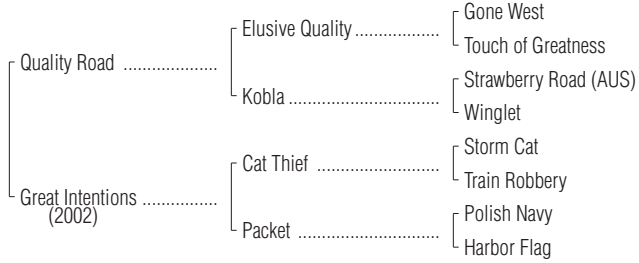 Gone West
Elusive Quality ....................
Touch of Greatness
Quality Road ......................
Strawberry Road (AUS)
Kobla ....................................
Winglet
Storm Cat
Cat Thief .............................
Train Robbery
Great Intentions ..................
(2002)
Polish Navy
Packet .................................
Harbor Flag